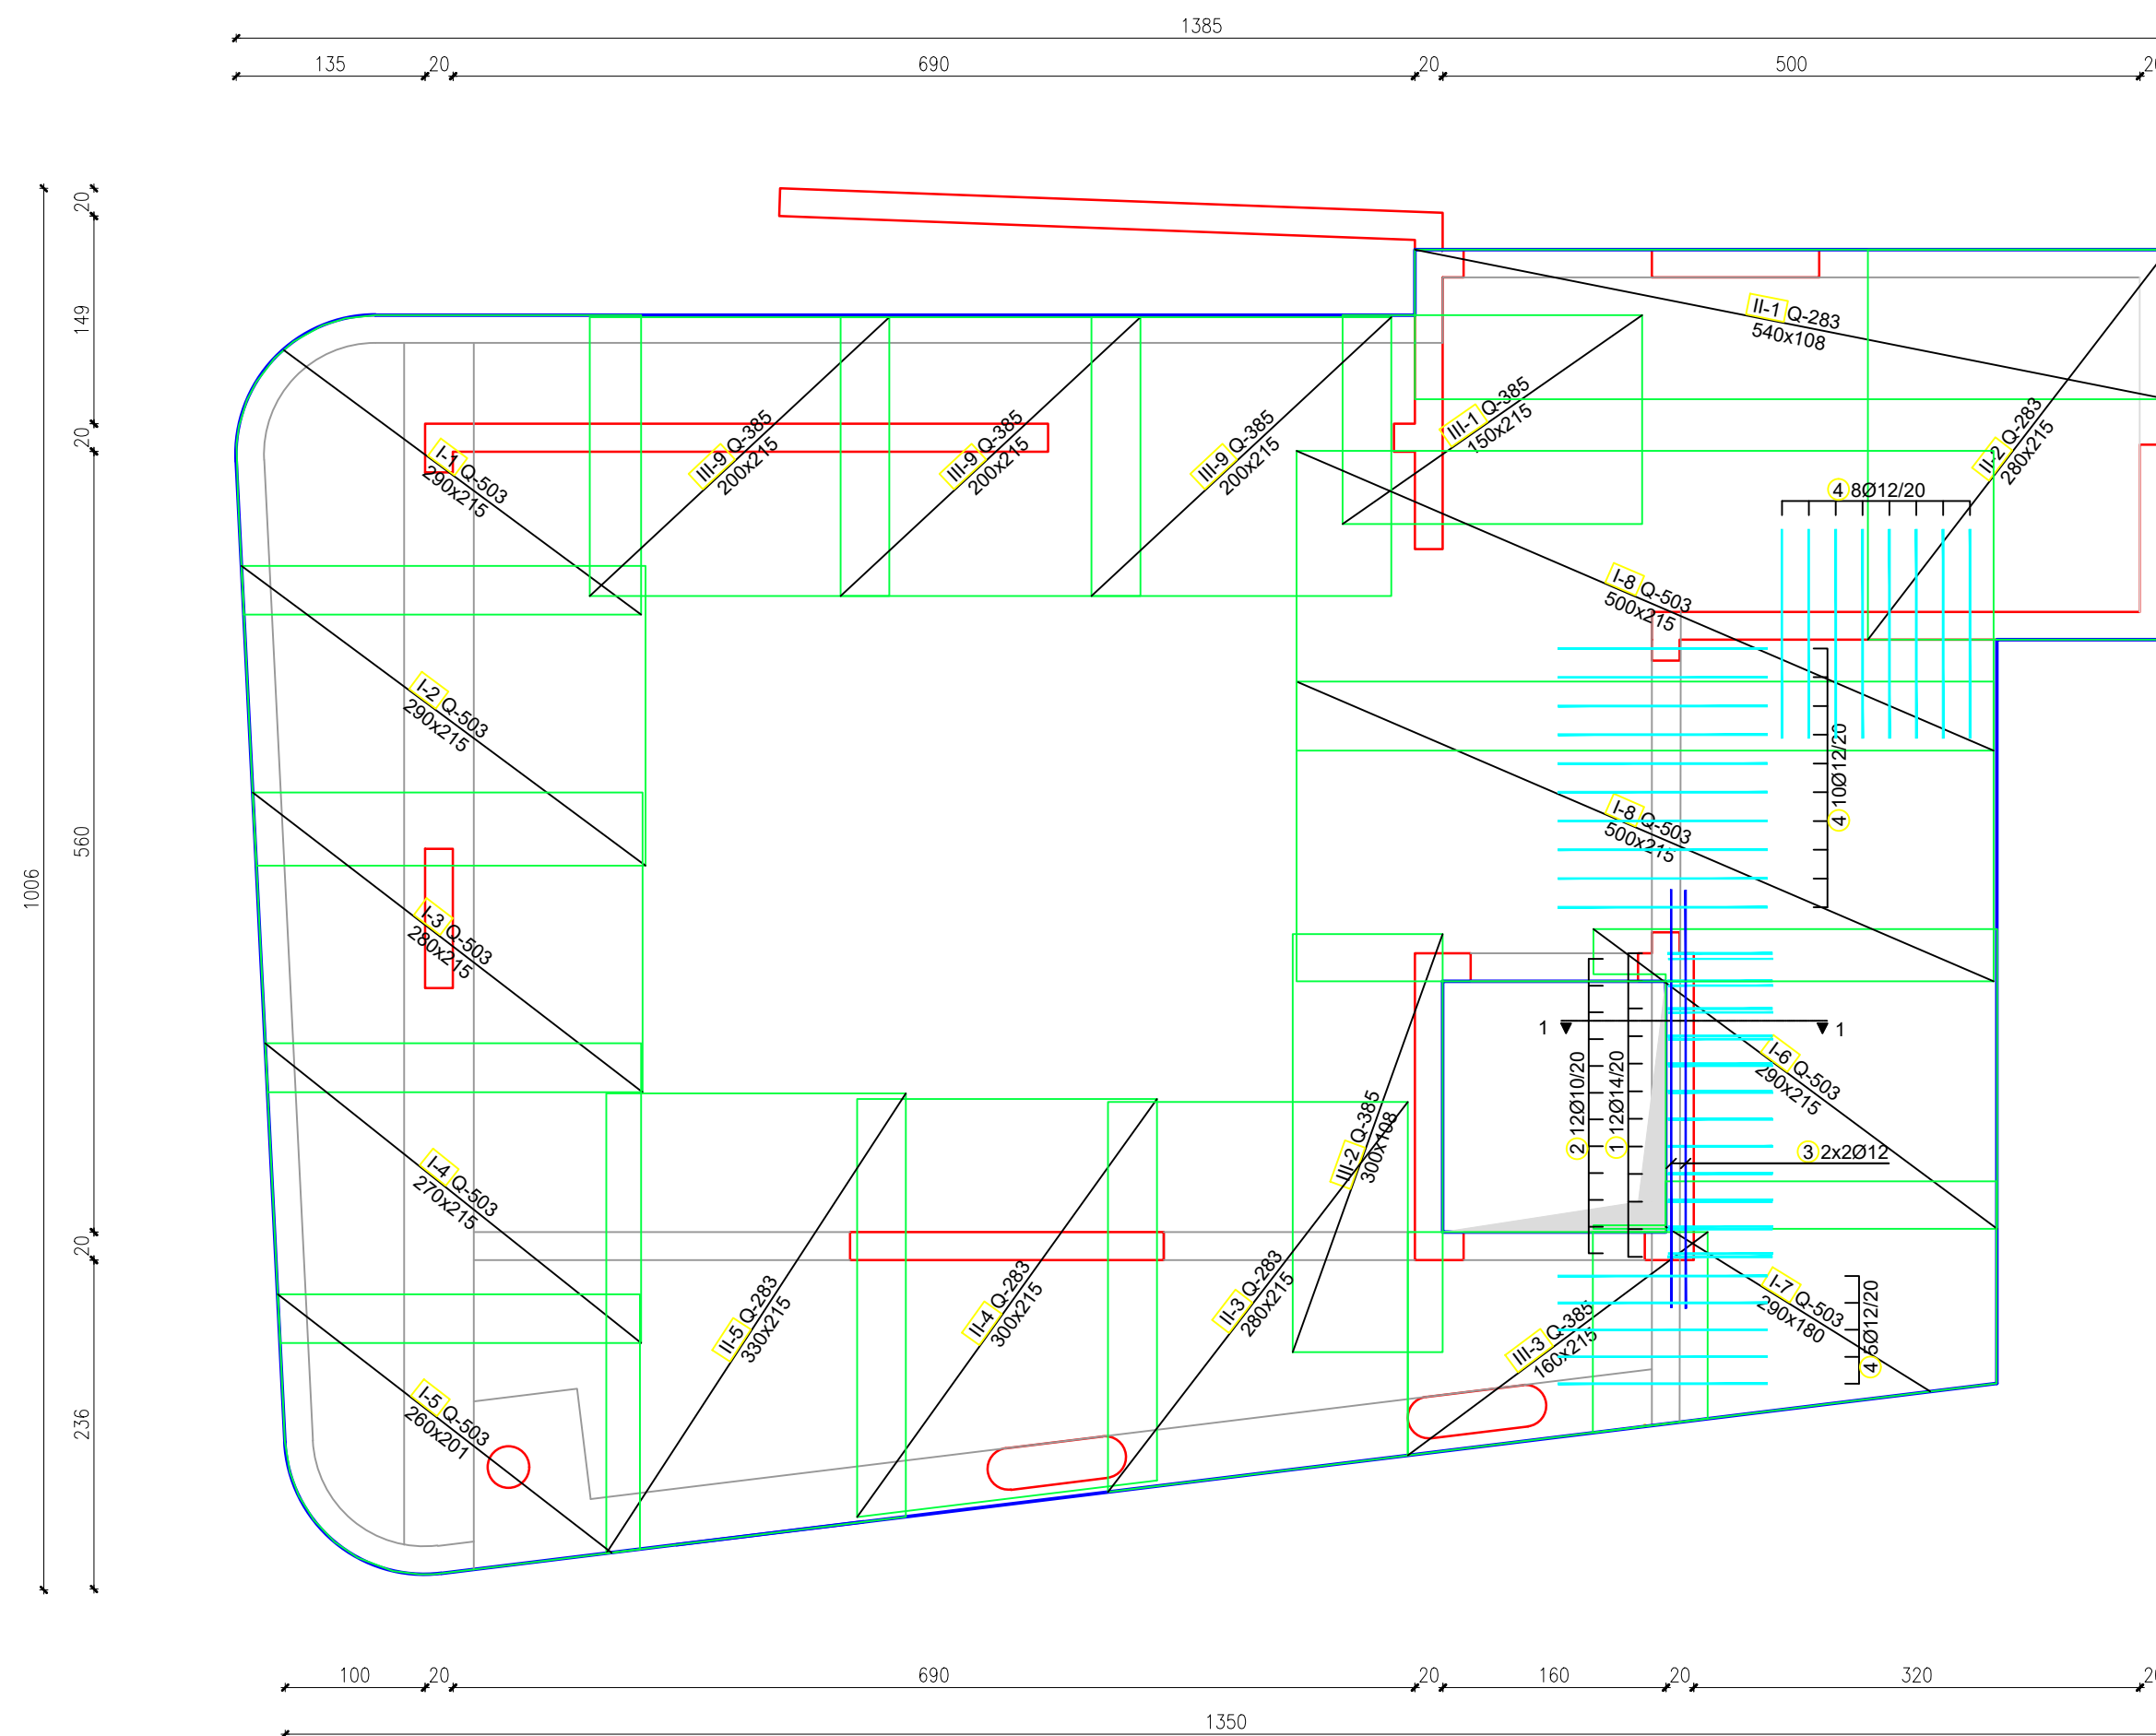 1385
135
20
690
20
500
20
149
20
560
20
236
1006
II-1 Q-283
540x108
III-1 Q-385
150x215
II-2 Q-283
280x215
I-1 Q-503
290x215
III-9 Q-385
200x215
III-9 Q-385
200x215
III-9 Q-385
200x215
4 8Ø12/20
I-8 Q-503
500x215
I-2 Q-503
290x215
4 10Ø12/20
I-8 Q-503
500x215
I-3 Q-503
280x215
1
1
I-6 Q-503
290x215
2 12Ø10/20
1 12Ø14/20
III-2 Q-385
300x108
3 2x2Ø12
I-4 Q-503
270x215
II-5 Q-283
330x215
II-4 Q-283
300x215
II-3 Q-283
280x215
III-3 Q-385
160x215
I-7 Q-503
290x180
4 5Ø12/20
I-5 Q-503
260x201
100
20
690
20
160
20
320
1350